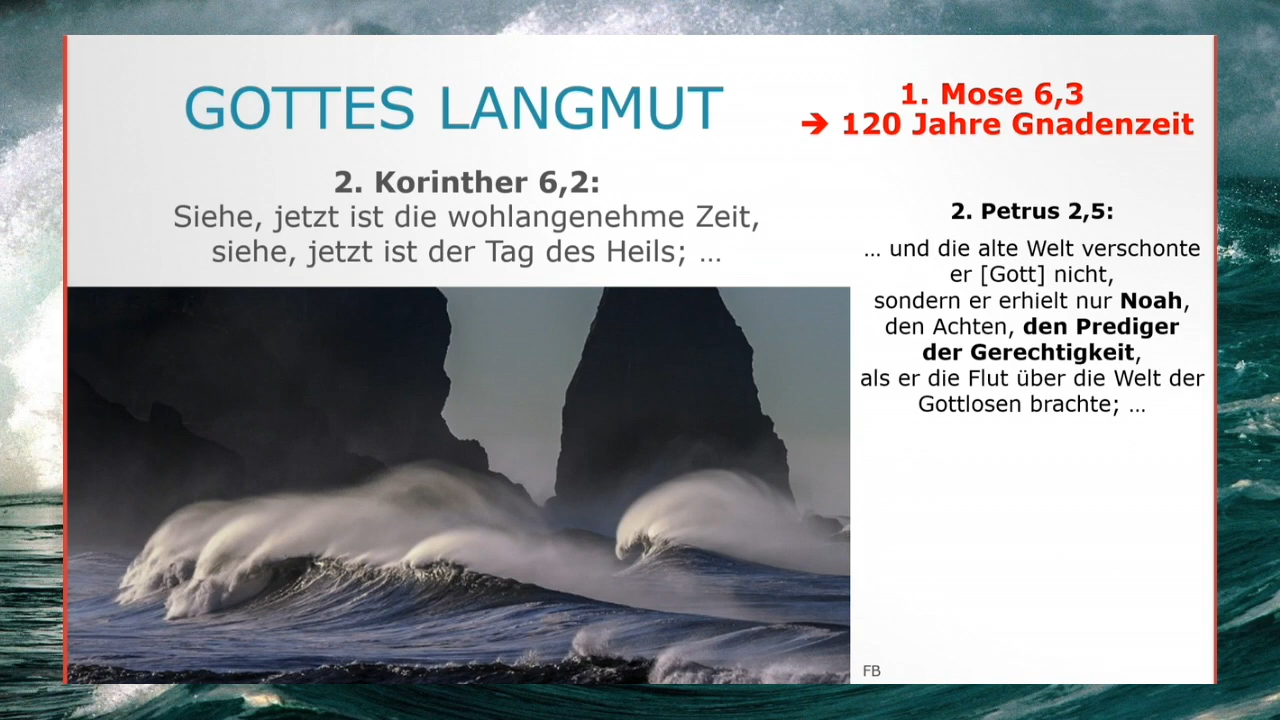 GOTTES LANGMUT
2. Korinther 6,2:
Siehe, jetzt ist die wohlangenehme Zeit,
siehe, jetzt ist der Tag des Heils; ...
1. Mose 6,3
➔ 120 Jahre Gnadenzeit
2. Petrus 2,5:
... und die alte Welt verschonte
er [Gott] nicht,
sondern er erhielt nur Noah,
den Achten, den Prediger
der Gerechtigkeit,
als er die Flut über die Welt der
Gottlosen brachte; ...
FB